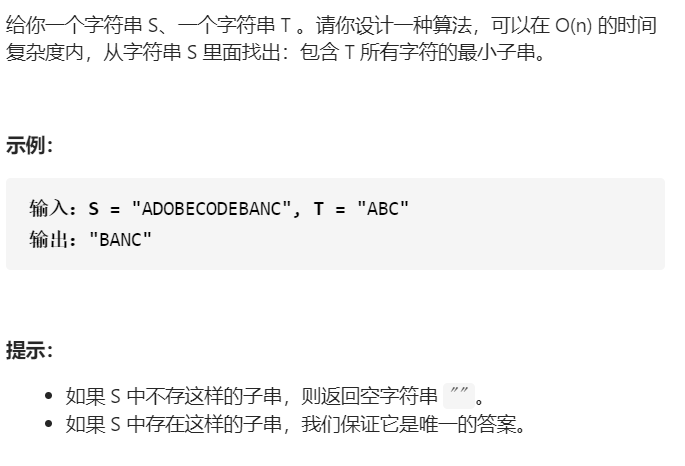 给你一个字符串 S、一个字符串 T 。请你设计一种算法，可以在 O(n) 的时间
复杂度内，从字符串 S 里面找出：包含 T 所有字符的最小子串。
示例：
输入：S = "ADOBECODEBANC", T = "ABC"
输出："BANC"
提示：
如果 S 中不存这样的子串，则返回空字符串 ""。
如果 S 中存在这样的子串，我们保证它是唯一的答案。